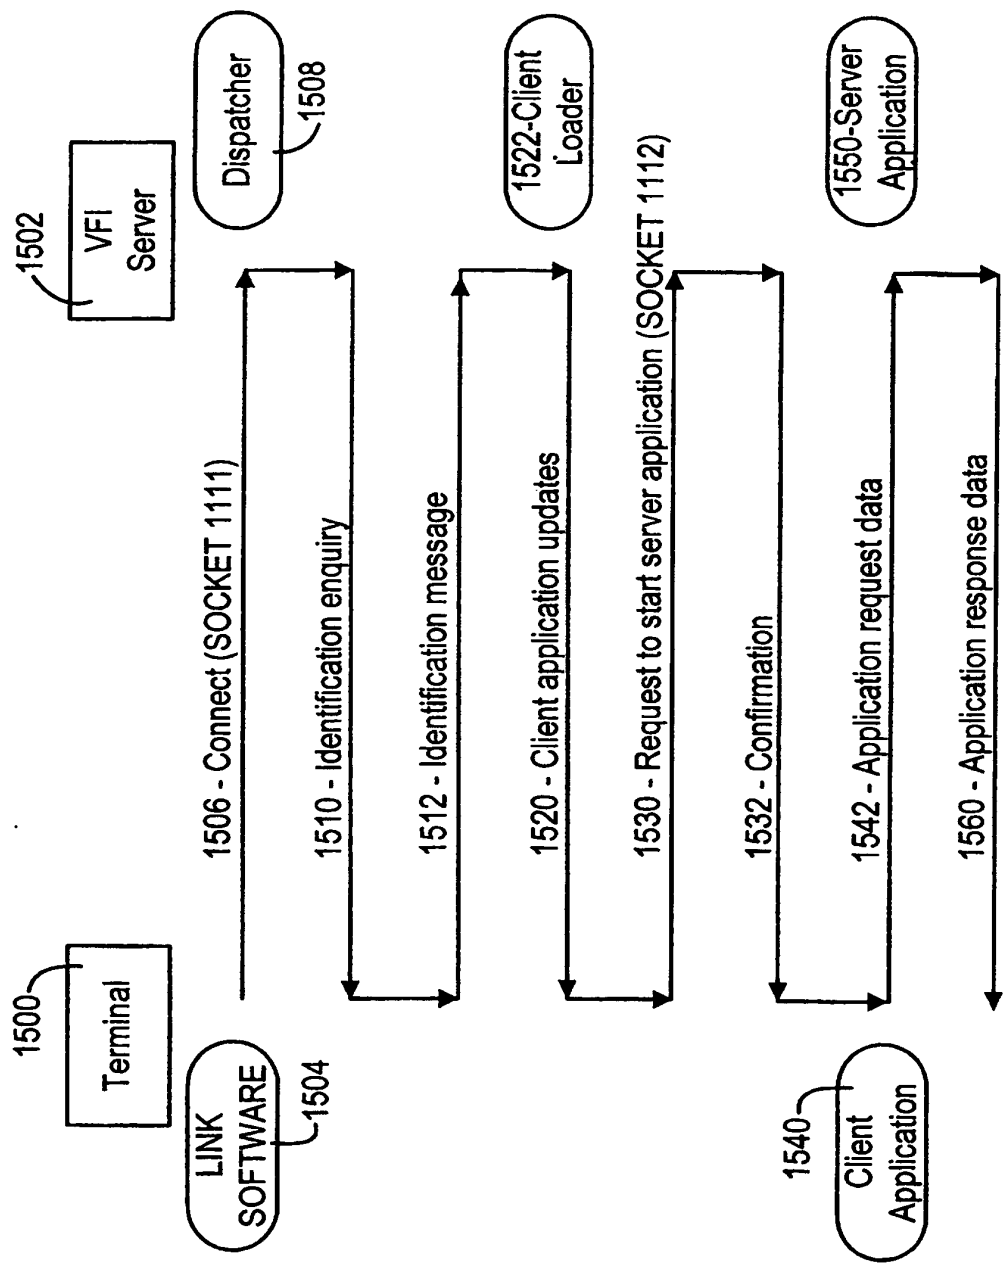 1500
Terminal
1502
VFI
Server
LINK
SOFTWARE
1504
1506 - Connect (SOCKET 1111)
Dispatcher
1508
1510 - Identification enquiry
1512 - Identification message
1520 - Client application updates
1522-Client
Loader
1530 - Request to start server application (SOCKET 1112)
1532 - Confirmation
1540
Client
Application
1542 - Application request data
1550-Server
Application
1560 - Application response data